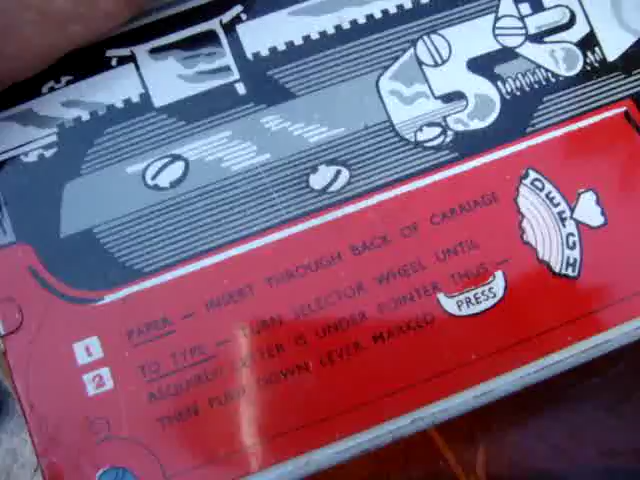 1 PAPER — INSERT THROUGH BACK OF CARRIAGE
2 TO TYPE — TURN SELECTOR WHEEL UNTIL
REQUIRED LETTER IS UNDER POINTER THUS —
THEN PUSH DOWN LEVER MARKED PRESS
D E F G H